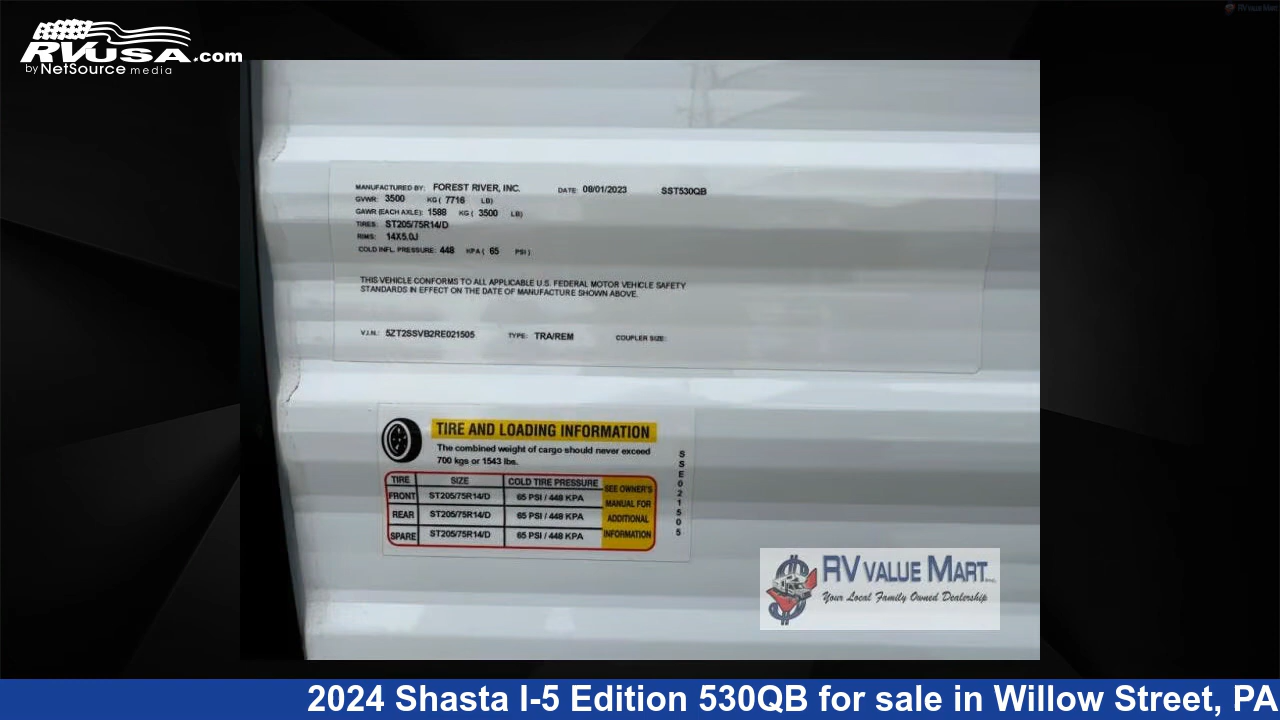 RV Value Mart
RVUSA.com
by NetSource media
MANUFACTURED BY: FOREST RIVER, INC. DATE: 08/01/2023 SST530QB
GVWR: 3500 KG ( 7716 LB)
GAWR (EACH AXLE): 1588 KG ( 3500 LB)
TIRES: ST205/75R14/D
RIMS: 14X5.0J
COLD INFL. PRESSURE: 448 KPA ( 65 PSI )
THIS VEHICLE CONFORMS TO ALL APPLICABLE U.S. FEDERAL MOTOR VEHICLE SAFETY
STANDARDS IN EFFECT ON THE DATE OF MANUFACTURE SHOWN ABOVE.
V.I.N.: 5ZT2SSVB2RE021505 TYPE: TRA/REM COUPLER SIZE:
TIRE AND LOADING INFORMATION
The combined weight of cargo should never exceed
700 kgs or 1543 lbs.
TIRE SIZE COLD TIRE PRESSURE
FRONT ST205/75R14/D 65 PSI / 448 KPA
REAR ST205/75R14/D 65 PSI / 448 KPA
SPARE ST205/75R14/D 65 PSI / 448 KPA
SEE OWNER'S
MANUAL FOR
ADDITIONAL
INFORMATION
SSE021505
RV VALUE MART INC.
Your Local Family Owned Dealership
2024 Shasta I-5 Edition 530QB for sale in Willow Street, PA